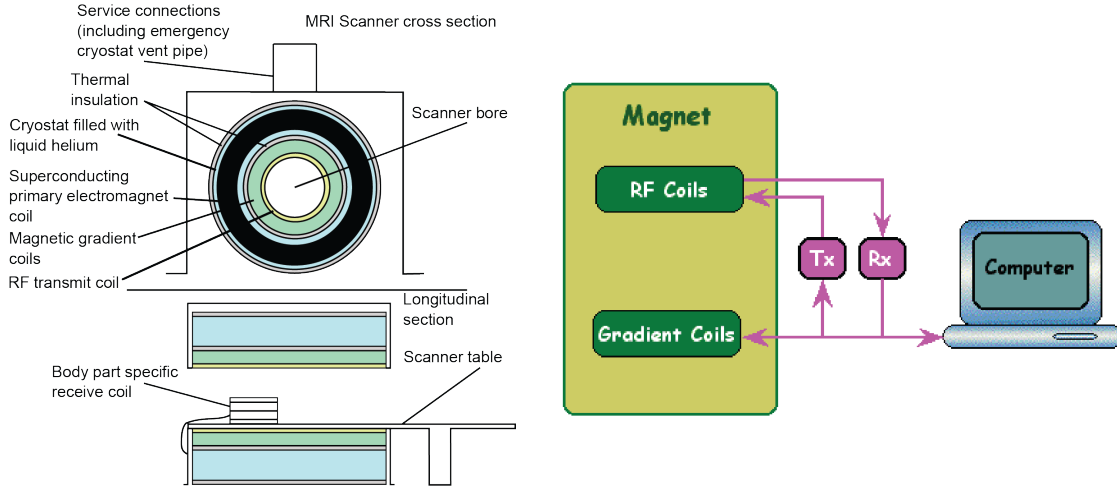 Service connections
(including emergency
cryostat vent pipe)
MRI Scanner cross section
Thermal
insulation
Scanner bore
Cryostat filled with
liquid helium
Superconducting
primary electromagnet
coil
Magnetic gradient
coils
RF transmit coil
Longitudinal
section
Scanner table
Body part specific
receive coil
Magnet
RF Coils
Tx
Rx
Computer
Gradient Coils